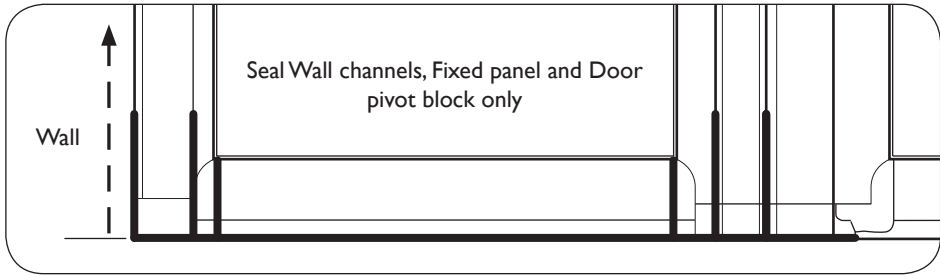 Seal Wall channels, Fixed panel and Door
pivot block only
Wall